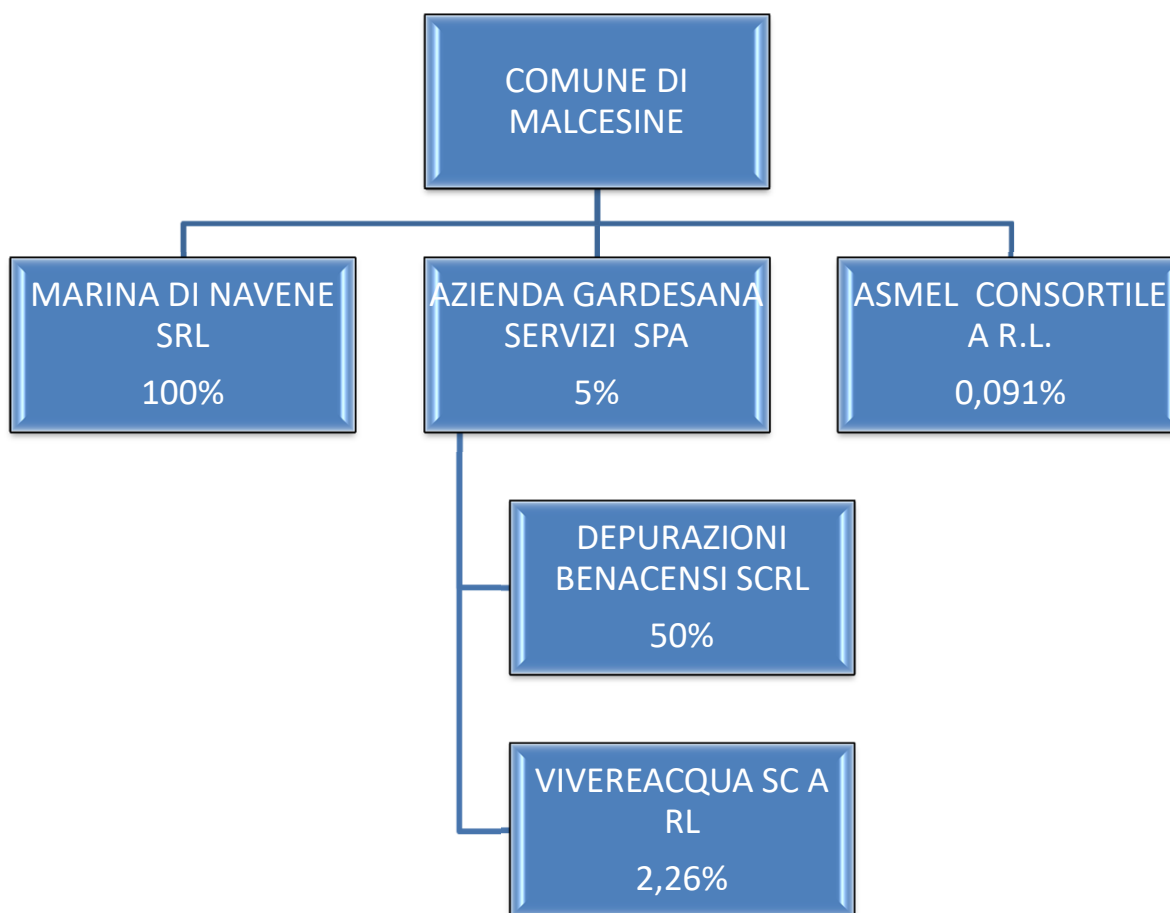 COMUNE DI
MALCESINE
MARINA DI NAVENE
SRL
100%
AZIENDA GARDESANA
SERVIZI SPA
5%
ASMEL CONSORTILE
A R.L.
0,091%
DEPURAZIONI
BENACENSI SCRL
50%
VIVEREACQUA SC A
RL
2,26%